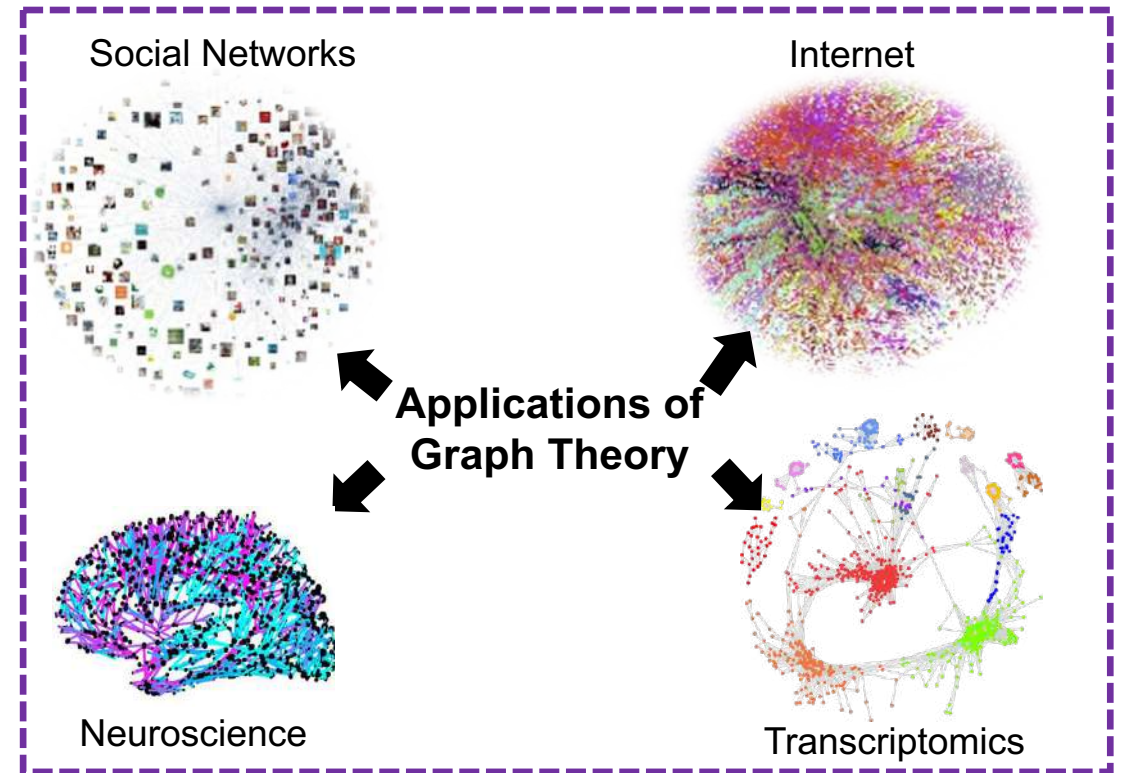 Social Networks
Internet
Applications of
Graph Theory
Neuroscience
Transcriptomics